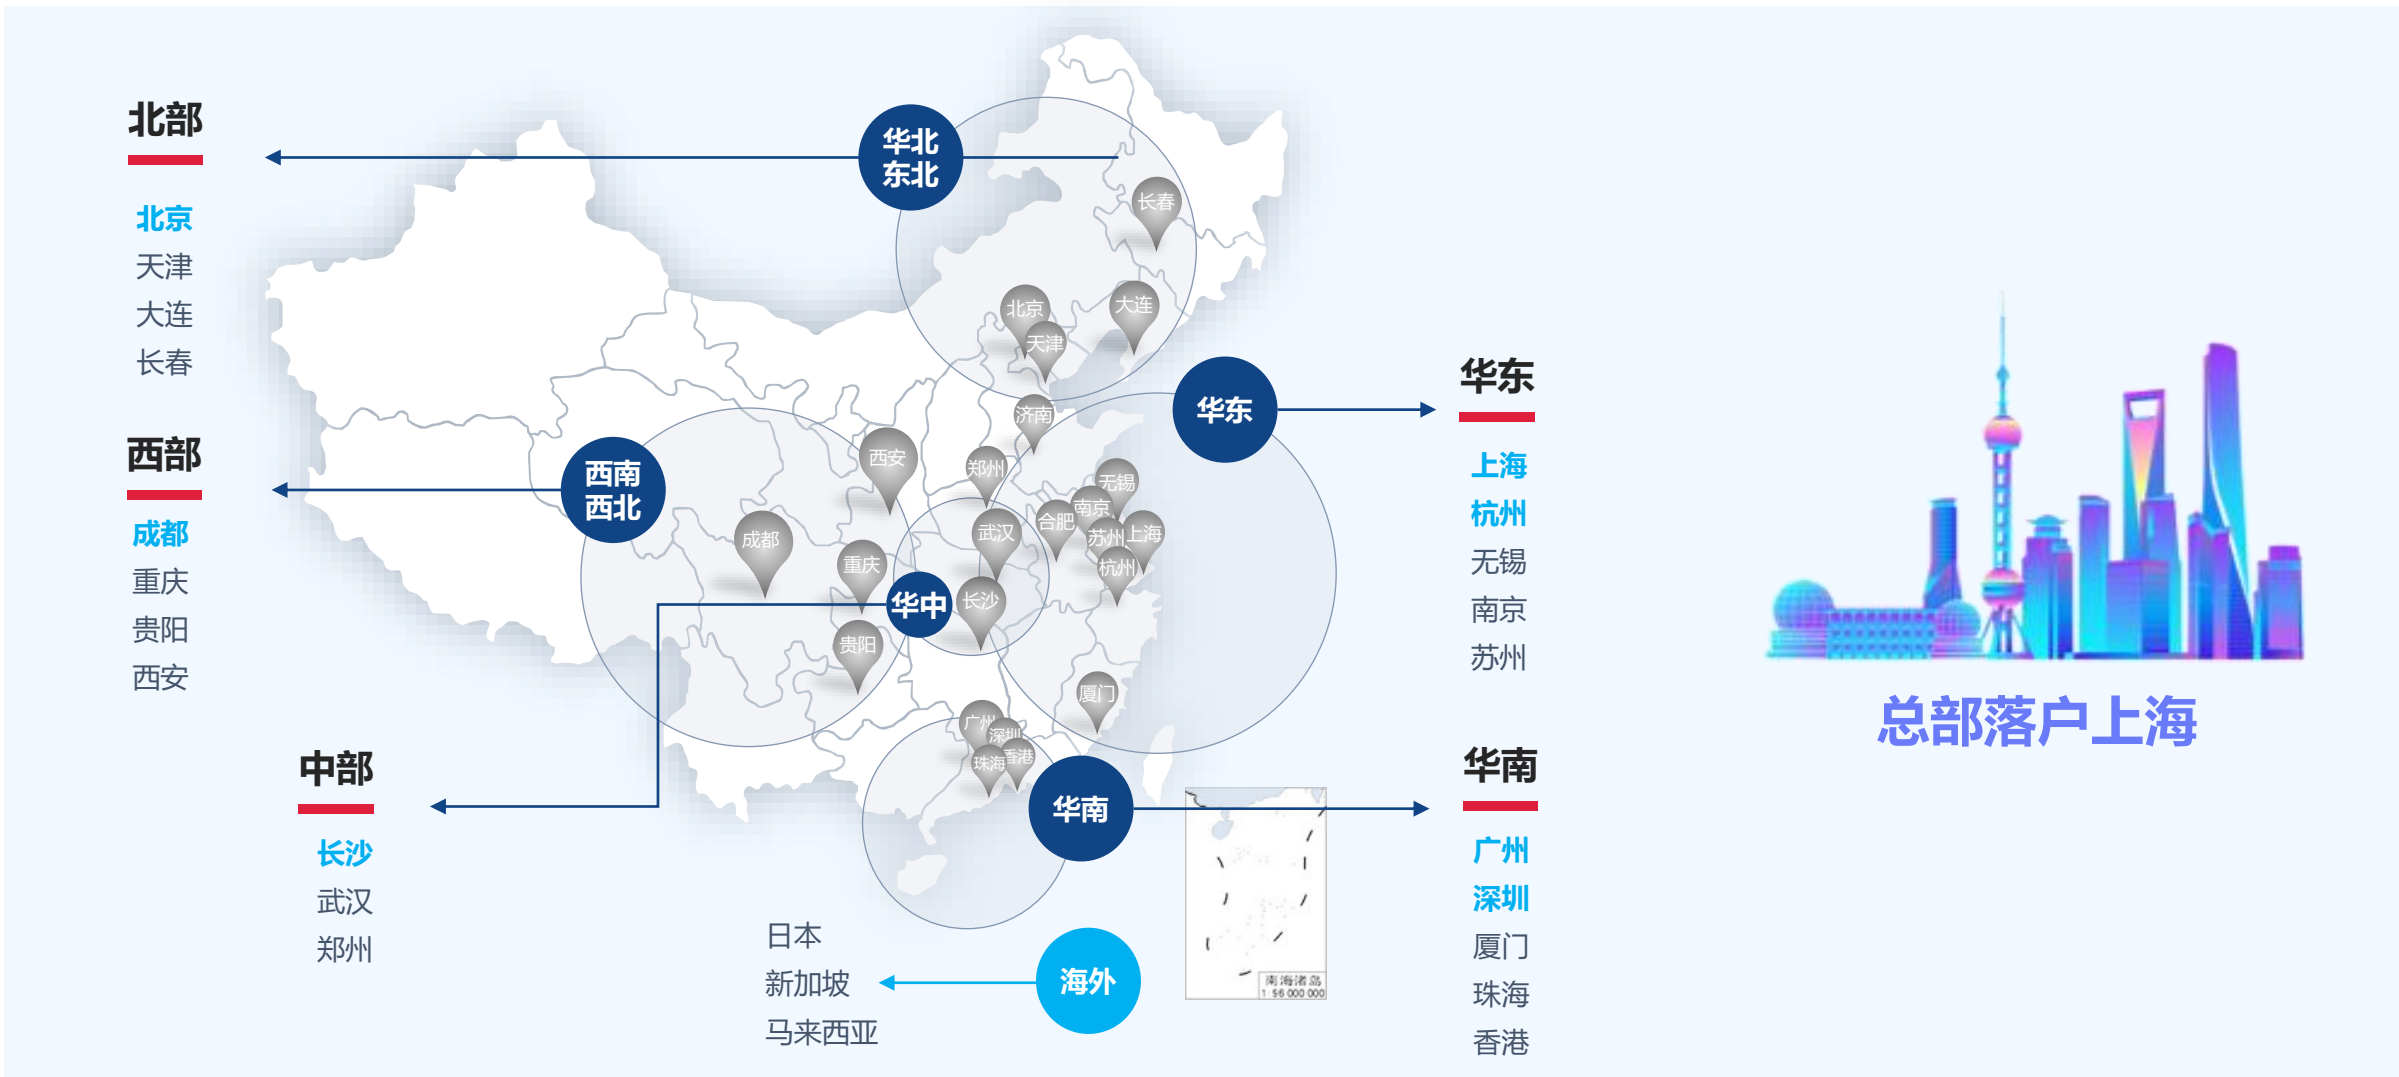 北部
北京
天津
大连
长春
西部
成都
重庆
贵阳
西安
中部
长沙
武汉
郑州
华北
东北
长春
北京
大连
天津
济南
西南
西北
西安
郑州
无锡
南京
合肥
苏州
上海
武汉
成都
杭州
重庆
华中
长沙
贵阳
厦门
广州
深圳
珠海
香港
华东
华南
南海诸岛
1:56 000 000
日本
新加坡
马来西亚
海外
华东
上海
杭州
无锡
南京
苏州
华南
广州
深圳
厦门
珠海
香港
总部落户上海